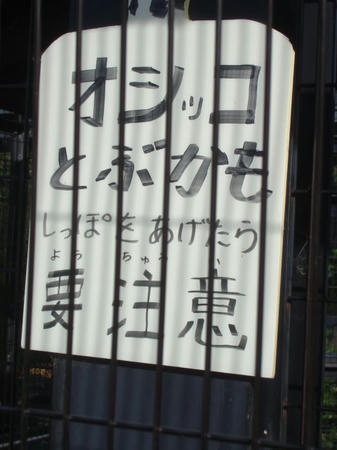 オシッコ
とぶかも
しっぽをあげたら
よう ちゅうい
要注意